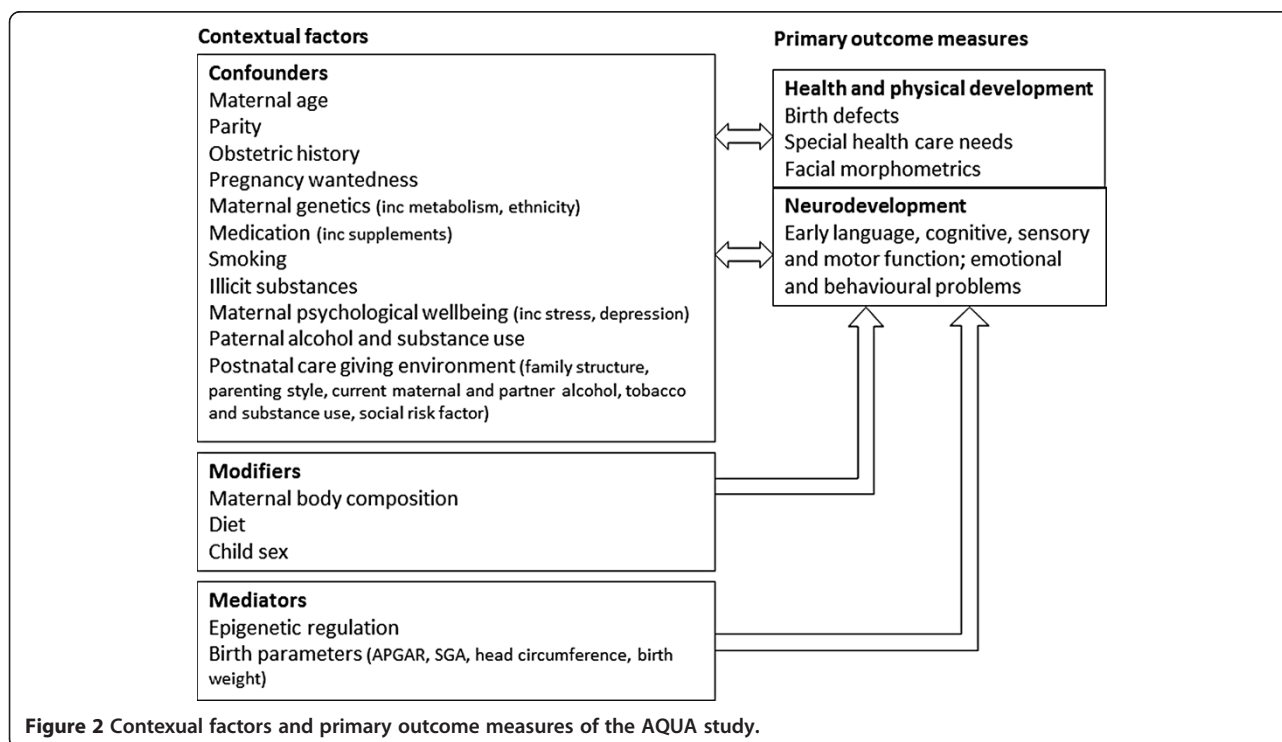 Contextual factors
Confounders
Maternal age
Parity
Obstetric history
Pregnancy wantedness
Maternal genetics (inc metabolism, ethnicity)
Medication (inc supplements)
Smoking
Illicit substances
Maternal psychological wellbeing (inc stress, depression)
Paternal alcohol and substance use
Postnatal care giving environment (family structure,
parenting style, current maternal and partner alcohol, tobacco
and substance use, social risk factor)
Modifiers
Maternal body composition
Diet
Child sex
Mediators
Epigenetic regulation
Birth parameters (APGAR, SGA, head circumference, birth
weight)
Primary outcome measures
Health and physical development
Birth defects
Special health care needs
Facial morphometrics
Neurodevelopment
Early language, cognitive, sensory
and motor function; emotional
and behavioural problems
Figure 2 Contexual factors and primary outcome measures of the AQUA study.